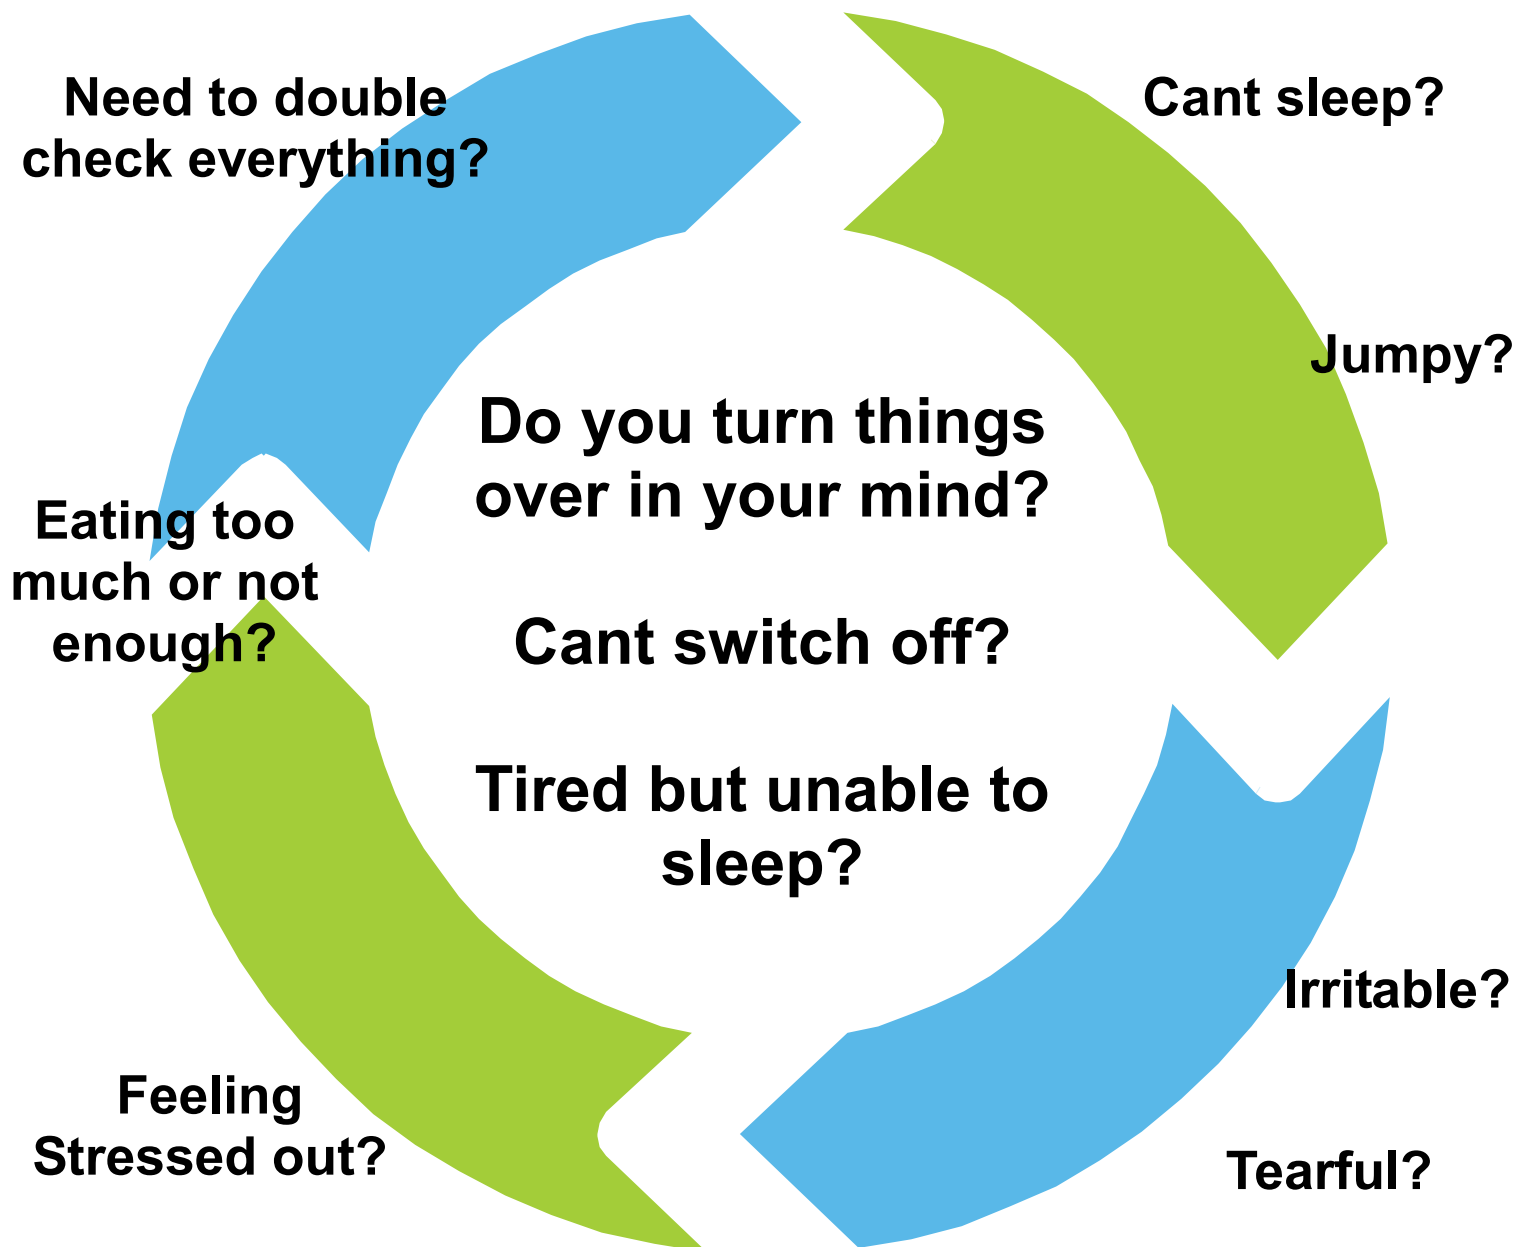 Need to double
check everything?
Cant sleep?
Jumpy?
Do you turn things
over in your mind?
Cant switch off?
Tired but unable to
sleep?
Eating too
much or not
enough?
Irritable?
Feeling
Stressed out?
Tearful?